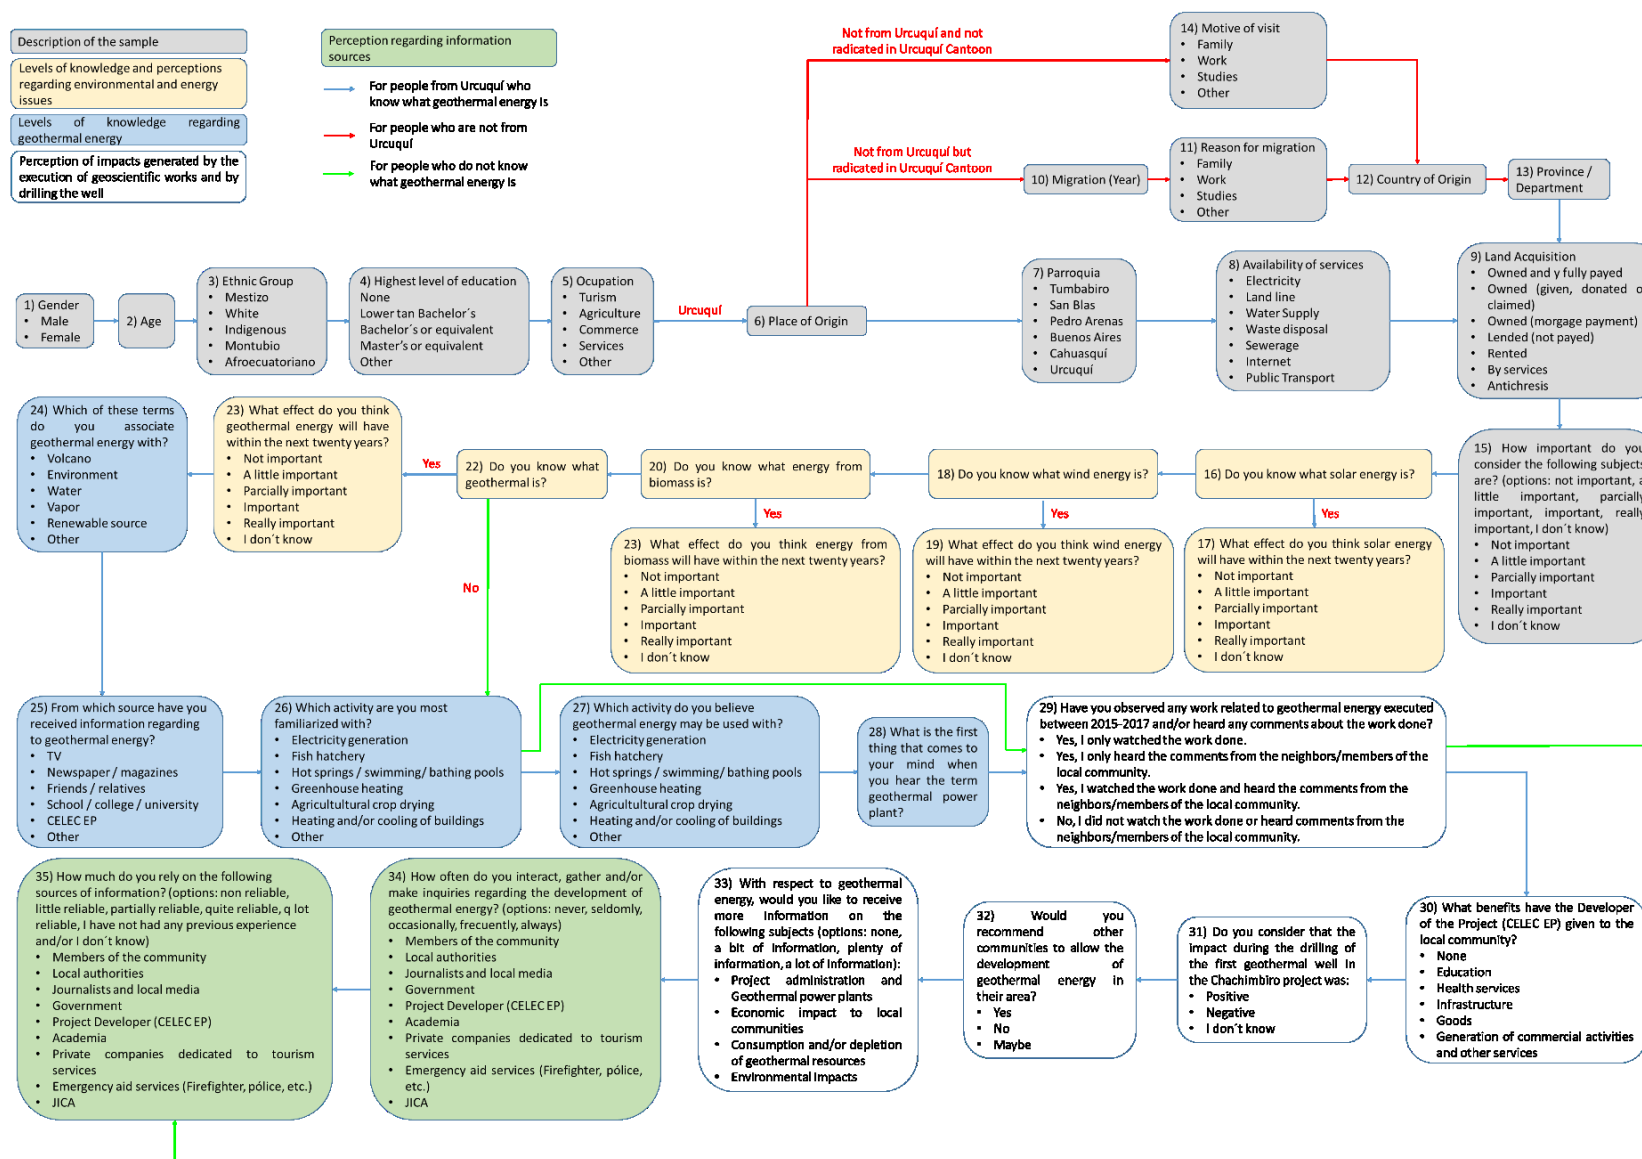 Description of the sample
Levels of knowledge and perceptions
regarding environmental and energy
issues
Levels of knowledge regarding
geothermal energy
Perception of impacts generated by the
execution of geoscientific works and by
drilling the well
Perception regarding information
sources
For people from Urcuquí who
know what geothermal energy is
For people who are not from
Urcuquí
For people who do not know
what geothermal energy is
Not from Urcuquí and not
radicated in Urcuquí Cantoon
14) Motive of visit
• Family
• Work
• Studies
• Other
Not from Urcuquí but
radicated in Urcuquí Cantoon
10) Migration (Year)
11) Reason for migration
• Family
• Work
• Studies
• Other
12) Country of Origin
13) Province /
Department
1) Gender
• Male
• Female
2) Age
3) Ethnic Group
• Mestizo
• White
• Indigenous
• Montubio
• Afroecuatoriano
4) Highest level of education
None
Lower tan Bachelor´s
Bachelor´s or equivalent
Master's or equivalent
Other
5) Ocupation
• Turism
• Agriculture
• Commerce
• Services
• Other
Urcuquí
6) Place of Origin
7) Parroquia
• Tumbabiro
• San Blas
• Pedro Arenas
• Buenos Aires
• Cahuasquí
• Urcuquí
8) Availability of services
• Electricity
• Land line
• Water Supply
• Waste disposal
• Sewerage
• Internet
• Public Transport
9) Land Acquisition
• Owned and y fully payed
• Owned (given, donated o
claimed)
• Owned (morgage payment)
• Lended (not payed)
• Rented
• By services
• Antichresis
24) Which of these terms
do you associate
geothermal energy with?
• Volcano
• Environment
• Water
• Vapor
• Renewable source
• Other
23) What effect do you think
geothermal energy will have
within the next twenty years?
• Not important
• A little important
• Parcially important
• Important
• Really important
• I don´t know
Yes
22) Do you know what
geothermal is?
No
20) Do you know what energy from
biomass is?
Yes
18) Do you know what wind energy is?
Yes
16) Do you know what solar energy is?
Yes
15) How important do you
consider the following subjects
are? (options: not important, a
little important, parcially
important, important, really
important, I don´t know)
• Not important
• A little important
• Parcially important
• Important
• Really important
• I don´t know
23) What effect do you think energy from
biomass will have within the next twenty years?
• Not important
• A little important
• Parcially important
• Important
• Really important
• I don´t know
19) What effect do you think wind energy
will have within the next twenty years?
• Not important
• A little important
• Parcially important
• Important
• Really important
• I don´t know
17) What effect do you think solar energy
will have within the next twenty years?
• Not important
• A little important
• Parcially important
• Important
• Really important
• I don´t know
25) From which source have you
received information regarding
to geothermal energy?
• TV
• Newspaper / magazines
• Friends / relatives
• School / college / university
• CELEC EP
• Other
26) Which activity are you most
familiarized with?
• Electricity generation
• Fish hatchery
• Hot springs / swimming/ bathing pools
• Greenhouse heating
• Agricultural crop drying
• Heating and/or cooling of buildings
• Other
27) Which activity do you believe
geothermal energy may be used with?
• Electricity generation
• Fish hatchery
• Hot springs / swimming/ bathing pools
• Greenhouse heating
• Agricultural crop drying
• Heating and/or cooling of buildings
• Other
28) What is the first
thing that comes to
your mind when
you hear the term
geothermal power
plant?
29) Have you observed any work related to geothermal energy executed
between 2015-2017 and/or heard any comments about the work done?
• Yes, I only watched the work done.
• Yes, I only heard the comments from the neighbors/members of the
local community.
• Yes, I watched the work done and heard the comments from the
neighbors/members of the local community.
• No, I did not watch the work done or heard comments from the
neighbors/members of the local community.
35) How much do you rely on the following
sources of information? (options: non reliable,
little reliable, partially reliable, quite reliable, q lot
reliable, I have not had any previous experience
and/or I don´t know)
• Members of the community
• Local authorities
• Journalists and local media
• Government
• Project Developer (CELEC EP)
• Academia
• Private companies dedicated to tourism
services
• Emergency aid services (Firefighter, pólice, etc.)
• JICA
34) How often do you interact, gather and/or
make inquiries regarding the development of
geothermal energy? (options: never, seldomly,
occasionally, frecuently, always)
• Members of the community
• Local authorities
• Journalists and local media
• Government
• Project Developer (CELEC EP)
• Academia
• Private companies dedicated to tourism
services
• Emergency aid services (Firefighter, pólice,
etc.)
• JICA
33) With respect to geothermal
energy, would you like to receive
more Information on the
following subjects (options: none,
a bit of Information, plenty of
information, a lot of Information):
• Project administration and
Geothermal power plants
• Economic impact to local
communities
• Consumption and/or depletion
of geothermal resources
• Environmental Impacts
32) Would you
recommend other
communities to allow the
development of
geothermal energy in
their area?
• Yes
• No
• Maybe
31) Do you consider that the
impact during the drilling of
the first geothermal well in
the Chachimbiro project was:
• Positive
• Negative
• I don´t know
30) What benefits have the Developer
of the Project (CELEC EP) given to the
local community?
• None
• Education
• Health services
• Infrastructure
• Goods
• Generation of commercial activities
and other services